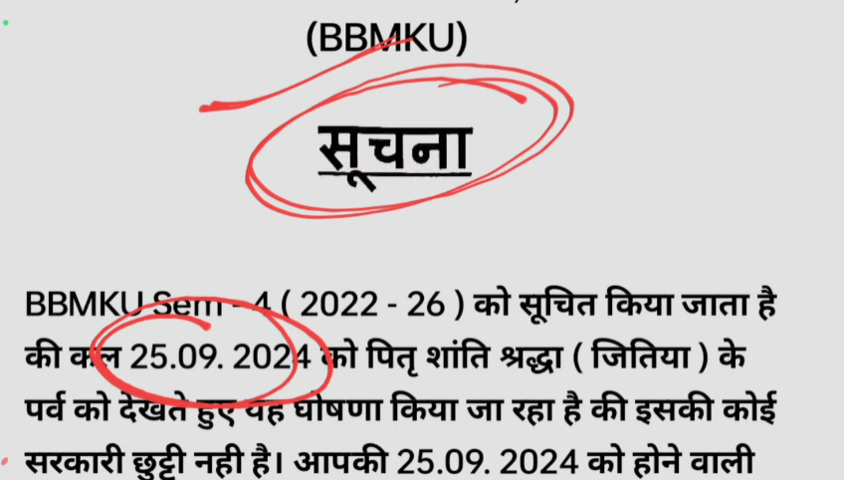 (BBMKU)
सूचना
BBMKU Sem - 4 ( 2022 - 26 ) को सूचित किया जाता है
की कल 25.09. 2024 को पितृ शांति श्रद्धा ( जितिया ) के
पर्व को देखते हुए यह घोषणा किया जा रहा है की इसकी कोई
सरकारी छुट्टी नही है। आपकी 25.09. 2024 को होने वाली